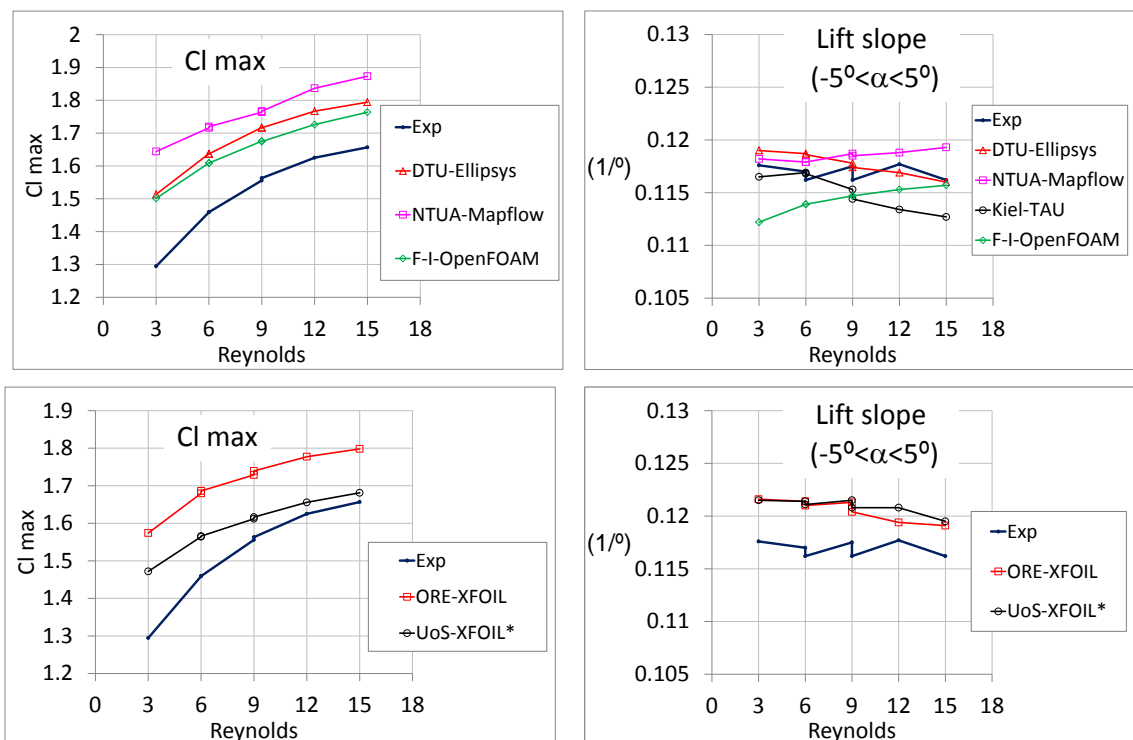 Cl max
2
1.9
1.8
1.7
1.6
1.5
1.4
1.3
1.2
Cl max
0 3 6 9 12 15 18
Reynolds
Exp
DTU-Ellipsys
NTUA-Mapflow
F-I-OpenFOAM
Lift slope
(-5⁰<α<5⁰)
0.13
0.125
0.12
0.115
0.11
0.105
(1/⁰)
0 3 6 9 12 15 18
Reynolds
Exp
DTU-Ellipsys
NTUA-Mapflow
Kiel-TAU
F-I-OpenFOAM
Cl max
1.9
1.8
1.7
1.6
1.5
1.4
1.3
1.2
Cl max
0 3 6 9 12 15 18
Reynolds
Exp
ORE-XFOIL
UoS-XFOIL*
Lift slope
(-5⁰<α<5⁰)
0.13
0.125
0.12
0.115
0.11
0.105
(1/⁰)
0 3 6 9 12 15 18
Reynolds
Exp
ORE-XFOIL
UoS-XFOIL*